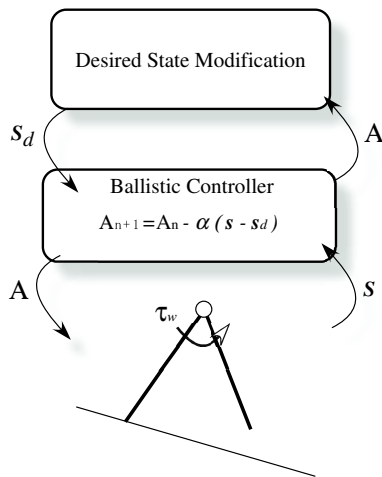 Desired State Modification
s_d
A
Ballistic Controller
A_{n+1} = A_n - α ( s - s_d )
A
s
τ_w